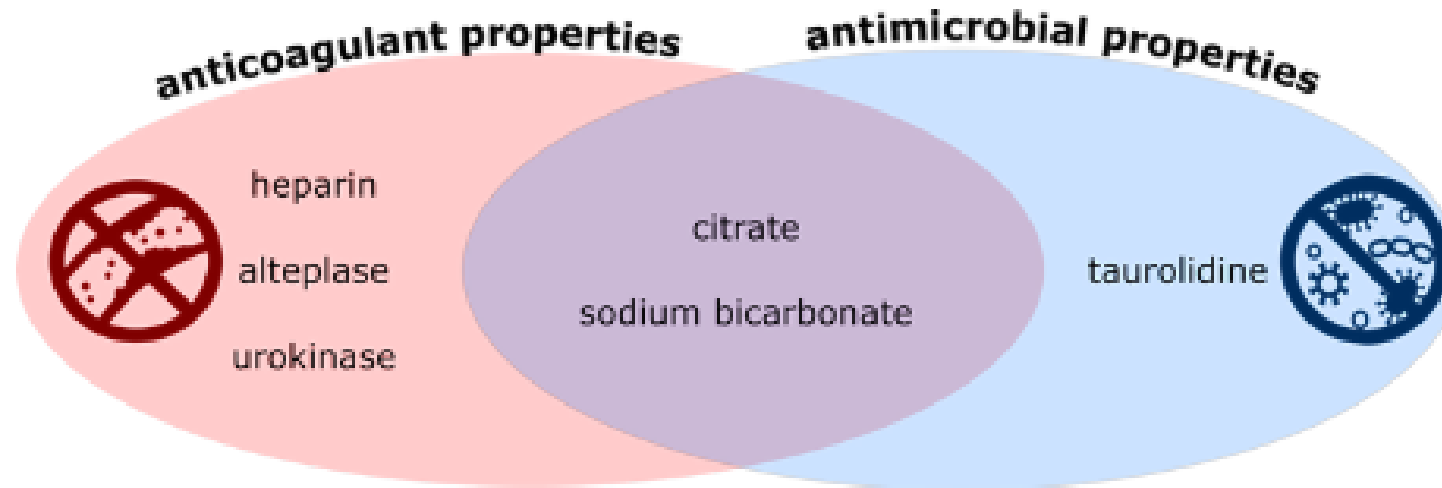 anticoagulant properties
antimicrobial properties
heparin
alteplase
urokinase
citrate
sodium bicarbonate
taurolidine